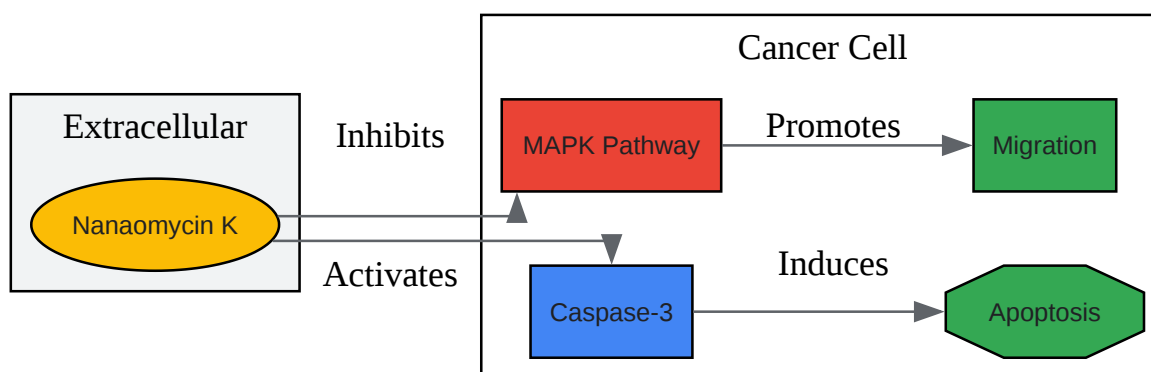 Cancer Cell
Extracellular
Inhibits
MAPK Pathway
Promotes
Migration
Nanaomycin K
Activates
Caspase-3
Induces
Apoptosis